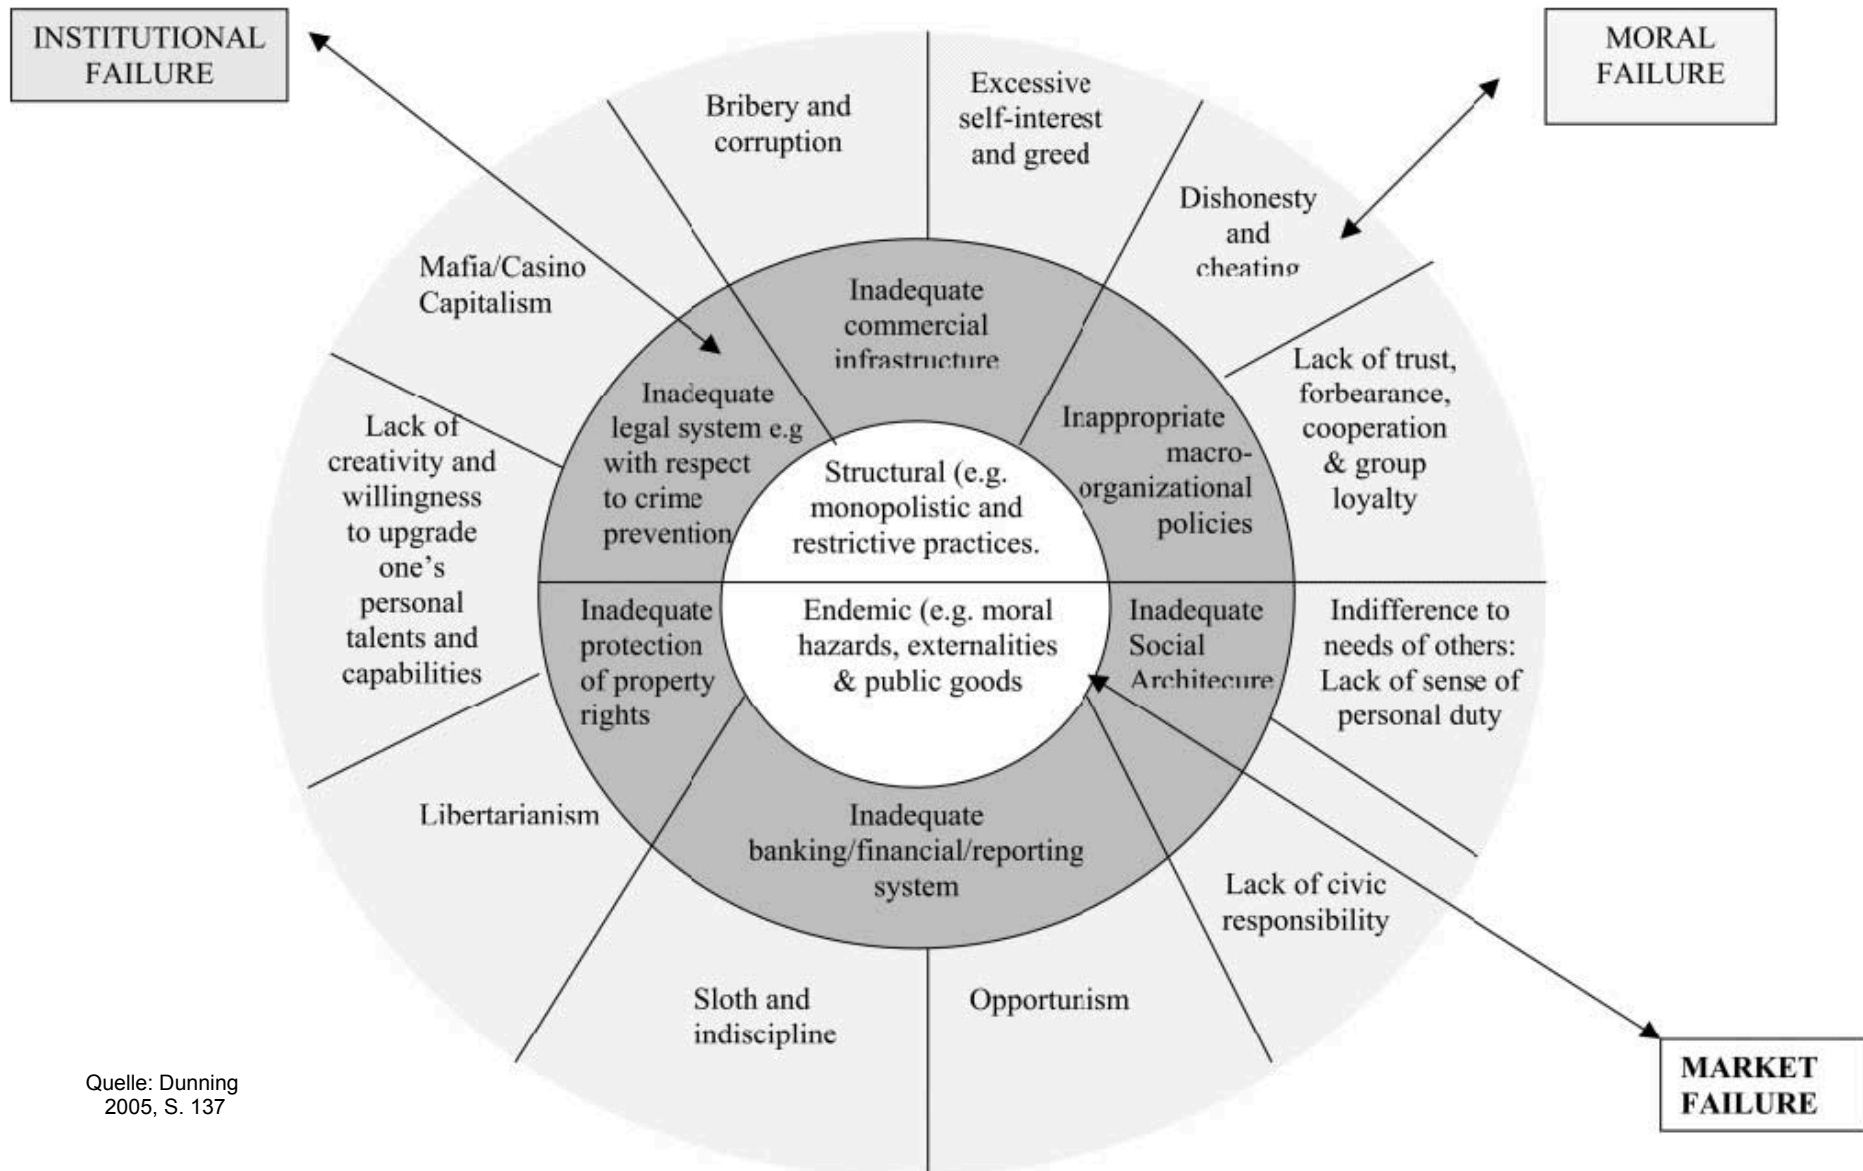 INSTITUTIONAL
FAILURE
MORAL
FAILURE
Bribery and
corruption
Excessive
self-interest
and greed
Dishonesty
and
cheating
Mafia/Casino
Capitalism
Inadequate
commercial
infrastructure
Lack of trust,
forbearance,
cooperation
& group
loyalty
Inadequate
legal system e.g
with respect
to crime
prevention
Inappropriate
macro-
organizational
policies
Lack of
creativity and
willingness
to upgrade
one's
personal
talents and
capabilities
Structural (e.g.
monopolistic and
restrictive practices.
Inadequate
protection
of property
rights
Endemic (e.g. moral
hazards, externalities
& public goods
Inadequate
Social
Architecure
Indifference to
needs of others:
Lack of sense of
personal duty
Libertarianism
Inadequate
banking/financial/reporting
system
Lack of civic
responsibility
Sloth and
indiscipline
Opportunism
MARKET
FAILURE
Quelle: Dunning
2005, S. 137